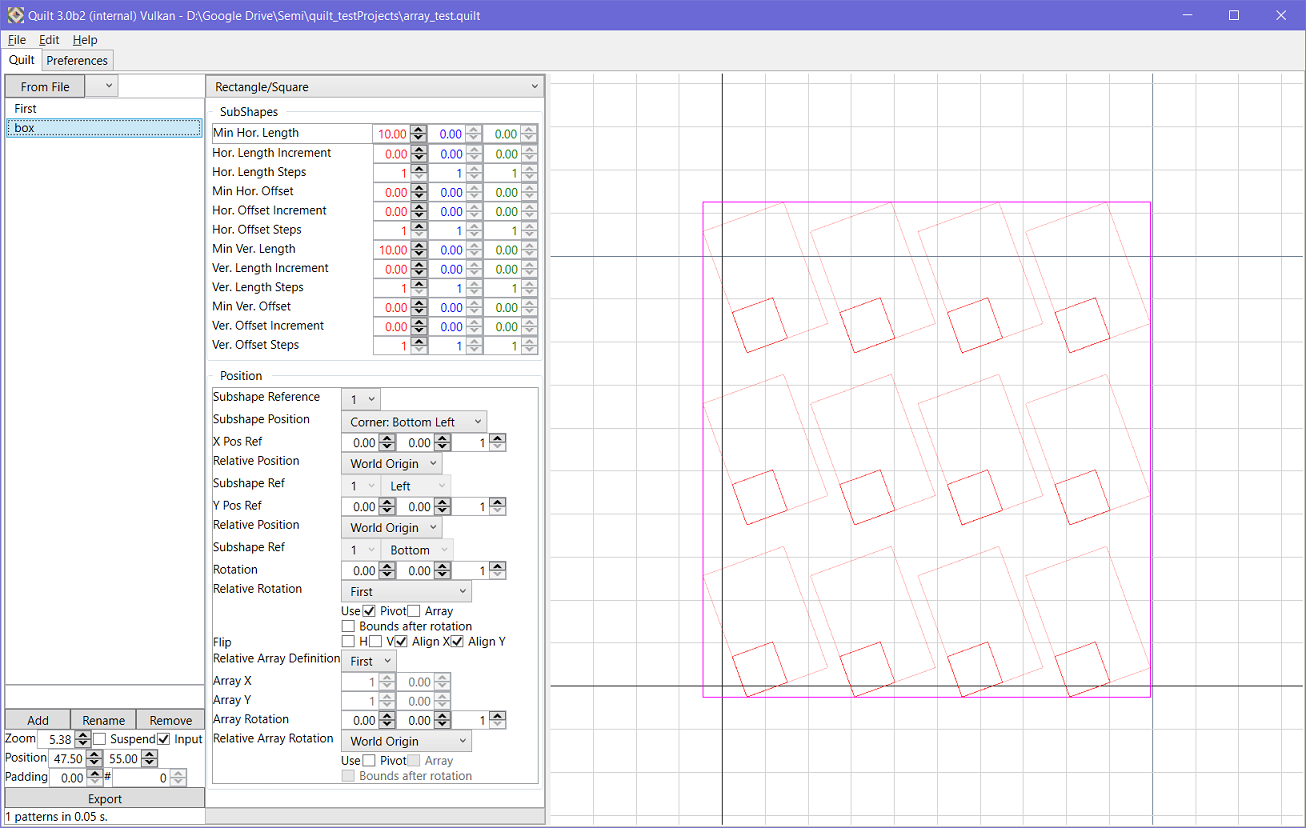 Quilt 3.0b2 (internal) Vulkan - D:\Google Drive\Semi\quilt_testProjects\array_test.quilt
File Edit Help
Quilt Preferences
From File
First
box
Rectangle/Square
SubShapes
Min Hor. Length 10.00 0.00 0.00
Hor. Length Increment 0.00 0.00 0.00
Hor. Length Steps 1 1 1
Min Hor. Offset 0.00 0.00 0.00
Hor. Offset Increment 0.00 0.00 0.00
Hor. Offset Steps 1 1 1
Min Ver. Length 10.00 0.00 0.00
Ver. Length Increment 0.00 0.00 0.00
Ver. Length Steps 1 1 1
Min Ver. Offset 0.00 0.00 0.00
Ver. Offset Increment 0.00 0.00 0.00
Ver. Offset Steps 1 1 1
Position
Subshape Reference 1
Subshape Position Corner: Bottom Left
X Pos Ref 0.00 0.00 1
Relative Position World Origin
Subshape Ref 1 Left
Y Pos Ref 0.00 0.00 1
Relative Position World Origin
Subshape Ref 1 Bottom
Rotation 0.00 0.00 1
Relative Rotation First
Use Pivot Array
Bounds after rotation
Flip H V Align X Align Y
Relative Array Definition First
Array X 1 0.00
Array Y 1 0.00
Array Rotation 0.00 0.00 1
Relative Array Rotation World Origin
Use Pivot Array
Bounds after rotation
Add Rename Remove
Zoom 5.38 Suspend Input
Position 47.50 55.00
Padding 0.00 # 0
Export
1 patterns in 0.05 s.